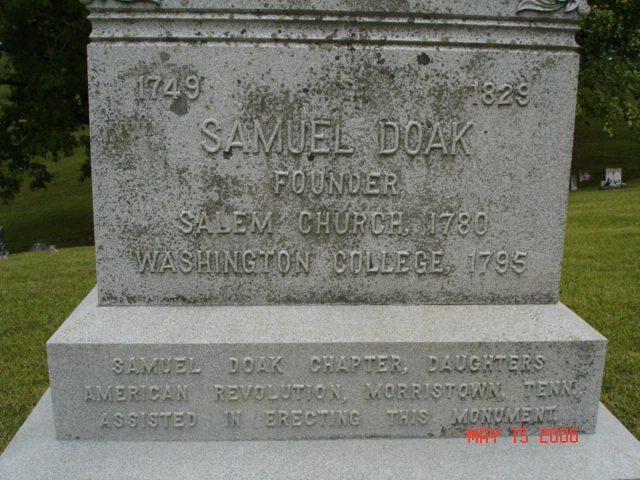 1749 1829
SAMUEL DOAK
FOUNDER
SALEM CHURCH, 1780
WASHINGTON COLLEGE, 1795
SAMUEL DOAK CHAPTER, DAUGHTERS
AMERICAN REVOLUTION, MORRISTOWN, TENN.
ASSISTED IN ERECTING THIS MONUMENT.
MAY 15 2006